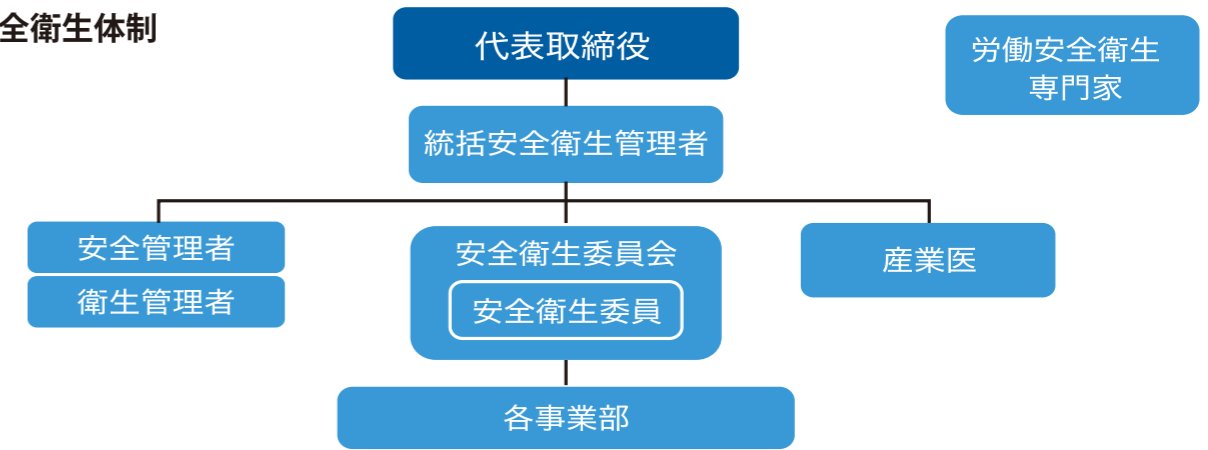 全衛生体制
代表取締役
労働安全衛生
専門家
統括安全衛生管理者
安全管理者
衛生管理者
安全衛生委員会
安全衛生委員
産業医
各事業部